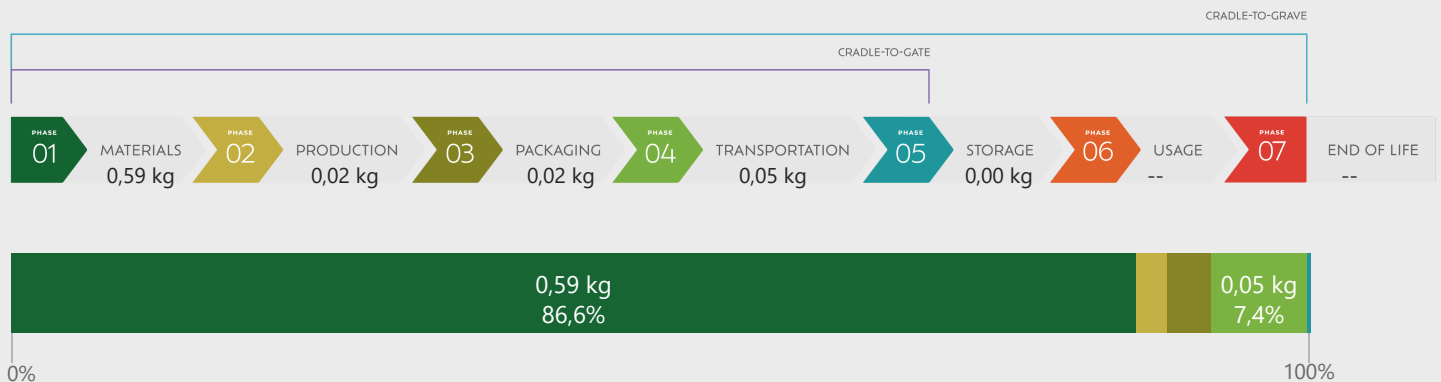 CRADLE-TO-GRAVE
CRADLE-TO-GATE
PHASE
01
MATERIALS
0,59 kg
PHASE
02
PRODUCTION
0,02 kg
PHASE
03
PACKAGING
0,02 kg
PHASE
04
TRANSPORTATION
0,05 kg
PHASE
05
STORAGE
0,00 kg
PHASE
06
USAGE
--
PHASE
07
END OF LIFE
--
0,59 kg
86,6%
0,05 kg
7,4%
0%
100%